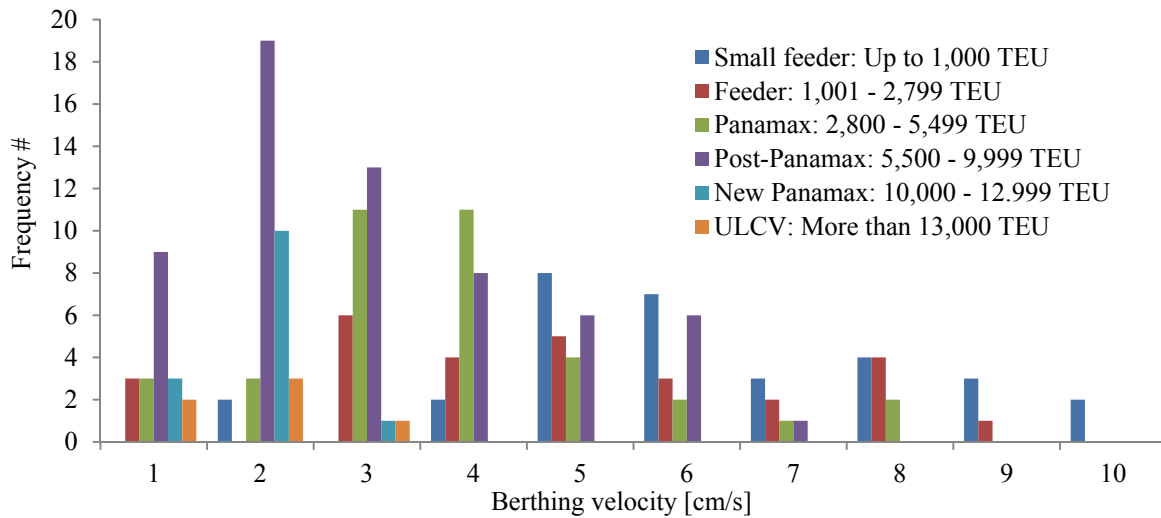 20
18
16
14
12
10
8
6
4
2
0
Frequency #
Small feeder: Up to 1,000 TEU
Feeder: 1,001 - 2,799 TEU
Panamax: 2,800 - 5,499 TEU
Post-Panamax: 5,500 - 9,999 TEU
New Panamax: 10,000 - 12.999 TEU
ULCV: More than 13,000 TEU
1 2 3 4 5 6 7 8 9 10
Berthing velocity [cm/s]